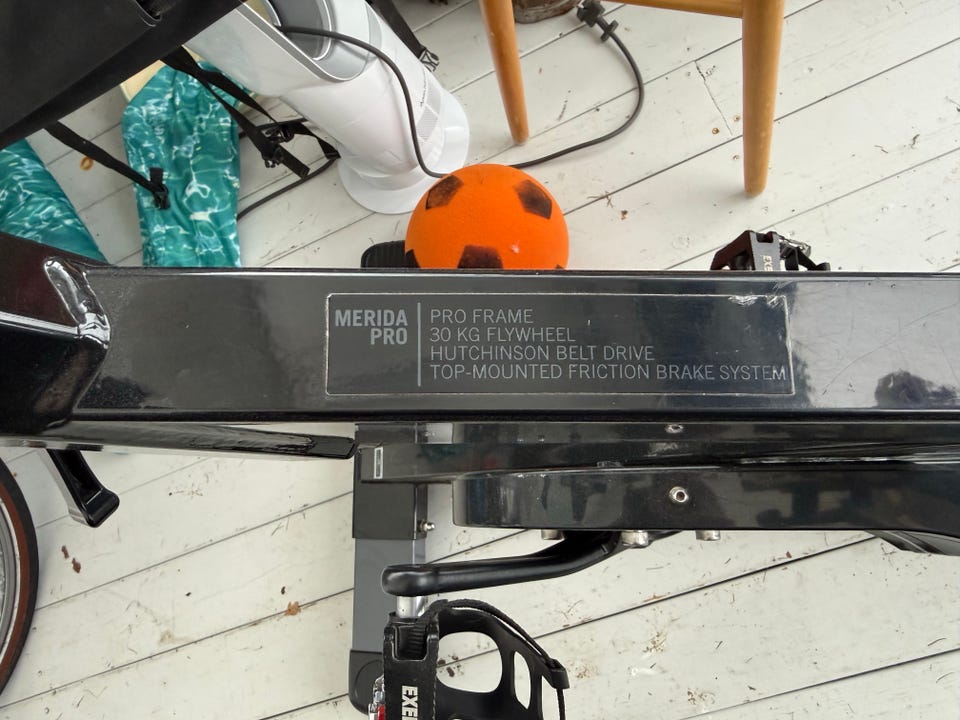 MERIDA
PRO
PRO FRAME
30 KG FLYWHEEL
HUTCHINSON BELT DRIVE
TOP-MOUNTED FRICTION BRAKE SYSTEM